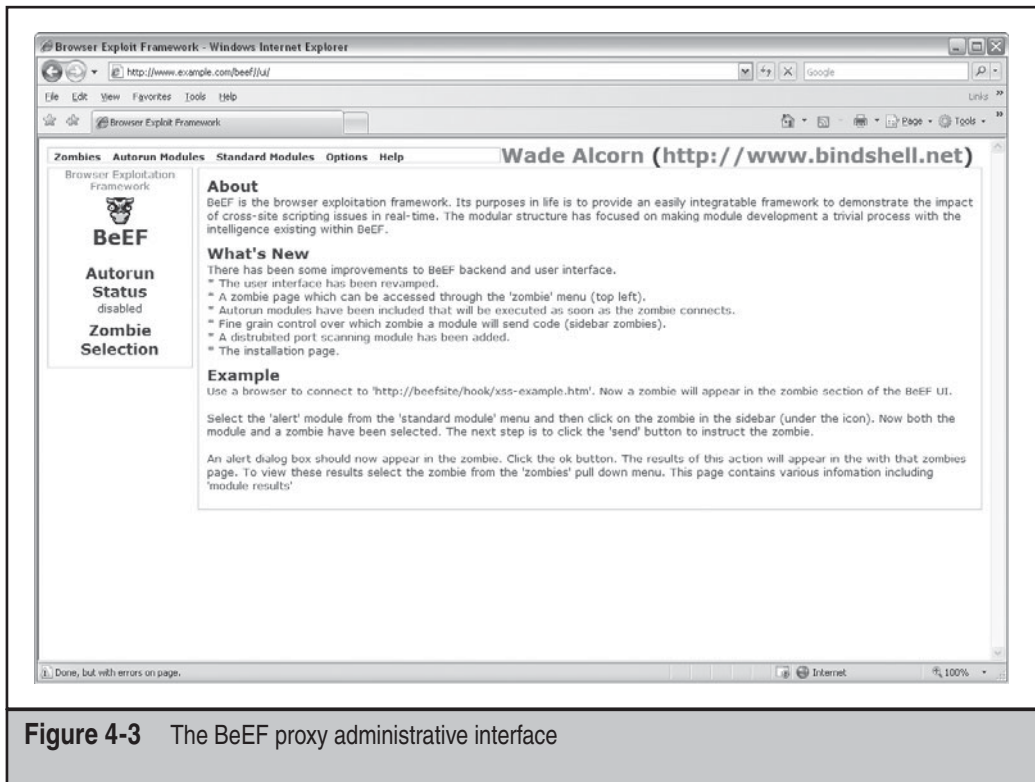 Browser Exploit Framework - Windows Internet Explorer
http://www.example.com/beef//ui/
Google
File Edit View Favorites Tools Help
Links
Browser Exploit Framework
Page Tools
Zombies Autorun Modules Standard Modules Options Help
Wade Alcorn (http://www.bindshell.net)
Browser Exploitation
Framework
BeEF
Autorun
Status
disabled
Zombie
Selection
About
BeEF is the browser exploitation framework. Its purposes in life is to provide an easily integratable framework to demonstrate the impact
of cross-site scripting issues in real-time. The modular structure has focused on making module development a trivial process with the
intelligence existing within BeEF.
What's New
There has been some improvements to BeEF backend and user interface.
* The user interface has been revamped.
* A zombie page which can be accessed through the 'zombie' menu (top left).
* Autorun modules have been included that will be executed as soon as the zombie connects.
* Fine grain control over which zombie a module will send code (sidebar zombies).
* A distrubited port scanning module has been added.
* The installation page.
Example
Use a browser to connect to 'http://beefsite/hook/xss-example.htm'. Now a zombie will appear in the zombie section of the BeEF UI.
Select the 'alert' module from the 'standard module' menu and then click on the zombie in the sidebar (under the icon). Now both the
module and a zombie have been selected. The next step is to click the 'send' button to instruct the zombie.
An alert dialog box should now appear in the zombie. Click the ok button. The results of this action will appear in the with that zombies
page. To view these results select the zombie from the 'zombies' pull down menu. This page contains various infomation including
'module results'
Done, but with errors on page.
Internet
100%
Figure 4-3 The BeEF proxy administrative interface